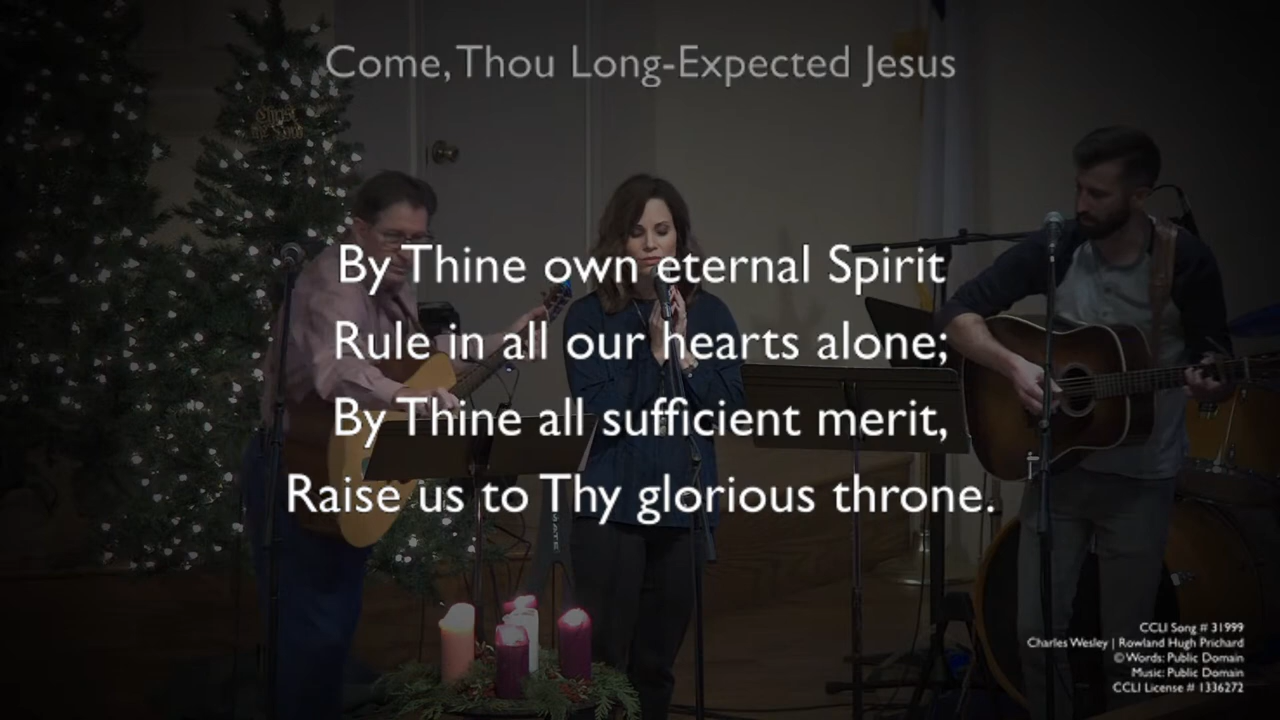 Come, Thou Long-Expected Jesus
By Thine own eternal Spirit
Rule in all our hearts alone;
By Thine all sufficient merit,
Raise us to Thy glorious throne.
CCLI Song # 31999
Charles Wesley | Rowland Hugh Prichard
© Words: Public Domain
Music: Public Domain
CCLI License # 1336272